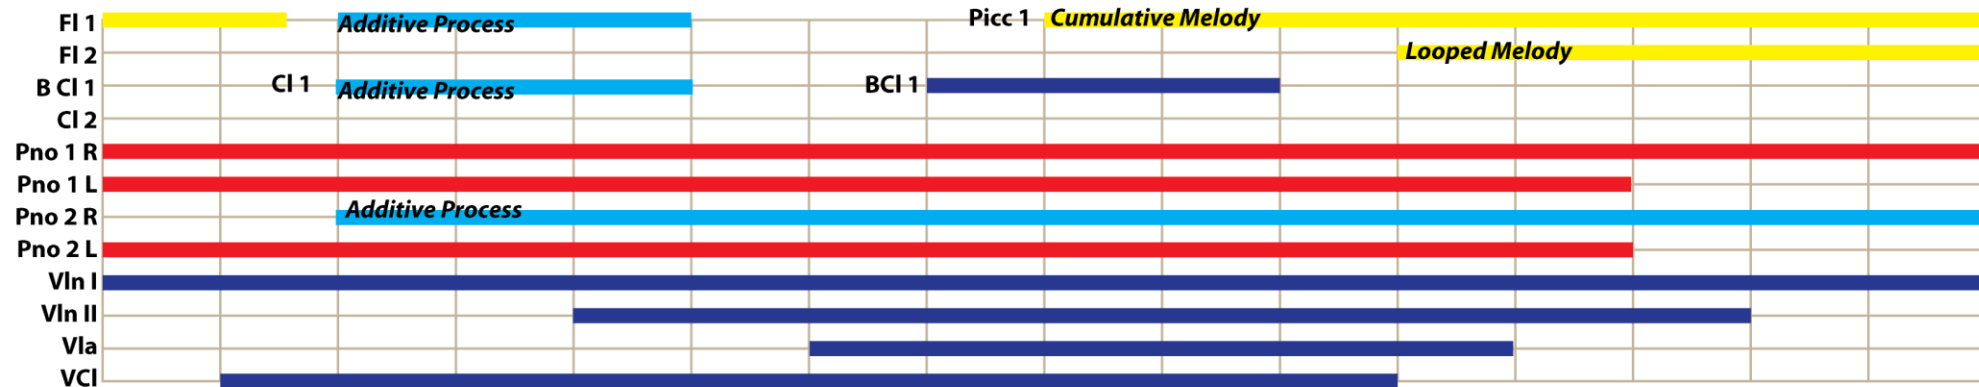 Fl 1 Additive Process Picc 1 Cumulative Melody
Fl 2 Looped Melody
B Cl 1 Cl 1 Additive Process BCl 1
Cl 2
Pno 1 R
Pno 1 L
Pno 2 R Additive Process
Pno 2 L
Vln I
Vln II
Vla
VCl